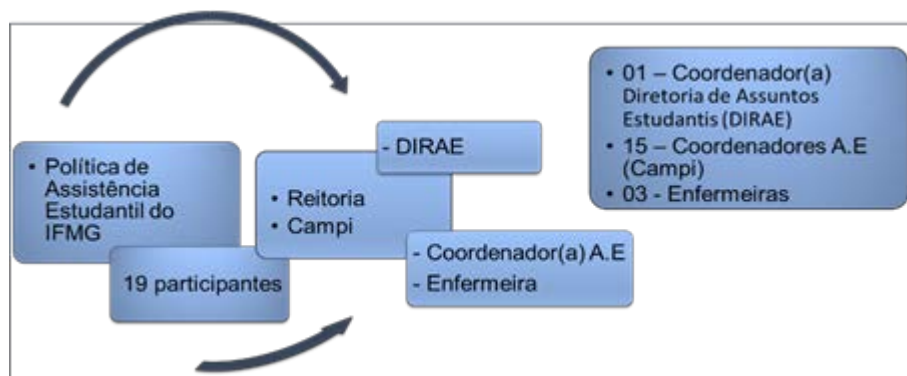 • Política de
Assistência
Estudantil do
IFMG
19 participantes
• Reitoria
• Campi
- DIRAE
- Coordenador(a) A.E
- Enfermeira
• 01 – Coordenador(a)
Diretoria de Assuntos
Estudantis (DIRAE)
• 15 – Coordenadores A.E
(Campi)
• 03 - Enfermeiras